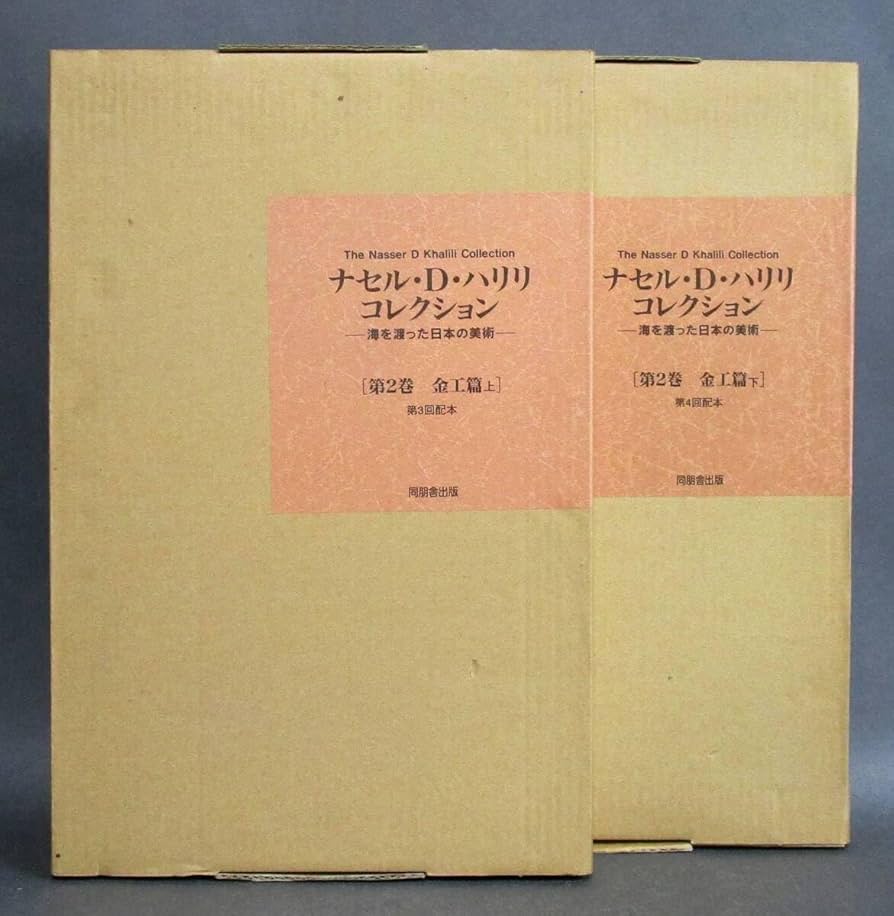 The Nasser D Khalili Collection
ナセル・D・ハリリ
コレクション
―海を渡った日本の美術―
[第2巻 金工篇上]
第3回配本
同朋舎出版
The Nasser D Khalili Collection
ナセル・D・ハリリ
コレクション
―海を渡った日本の美術―
[第2巻 金工篇下]
第4回配本
同朋舎出版